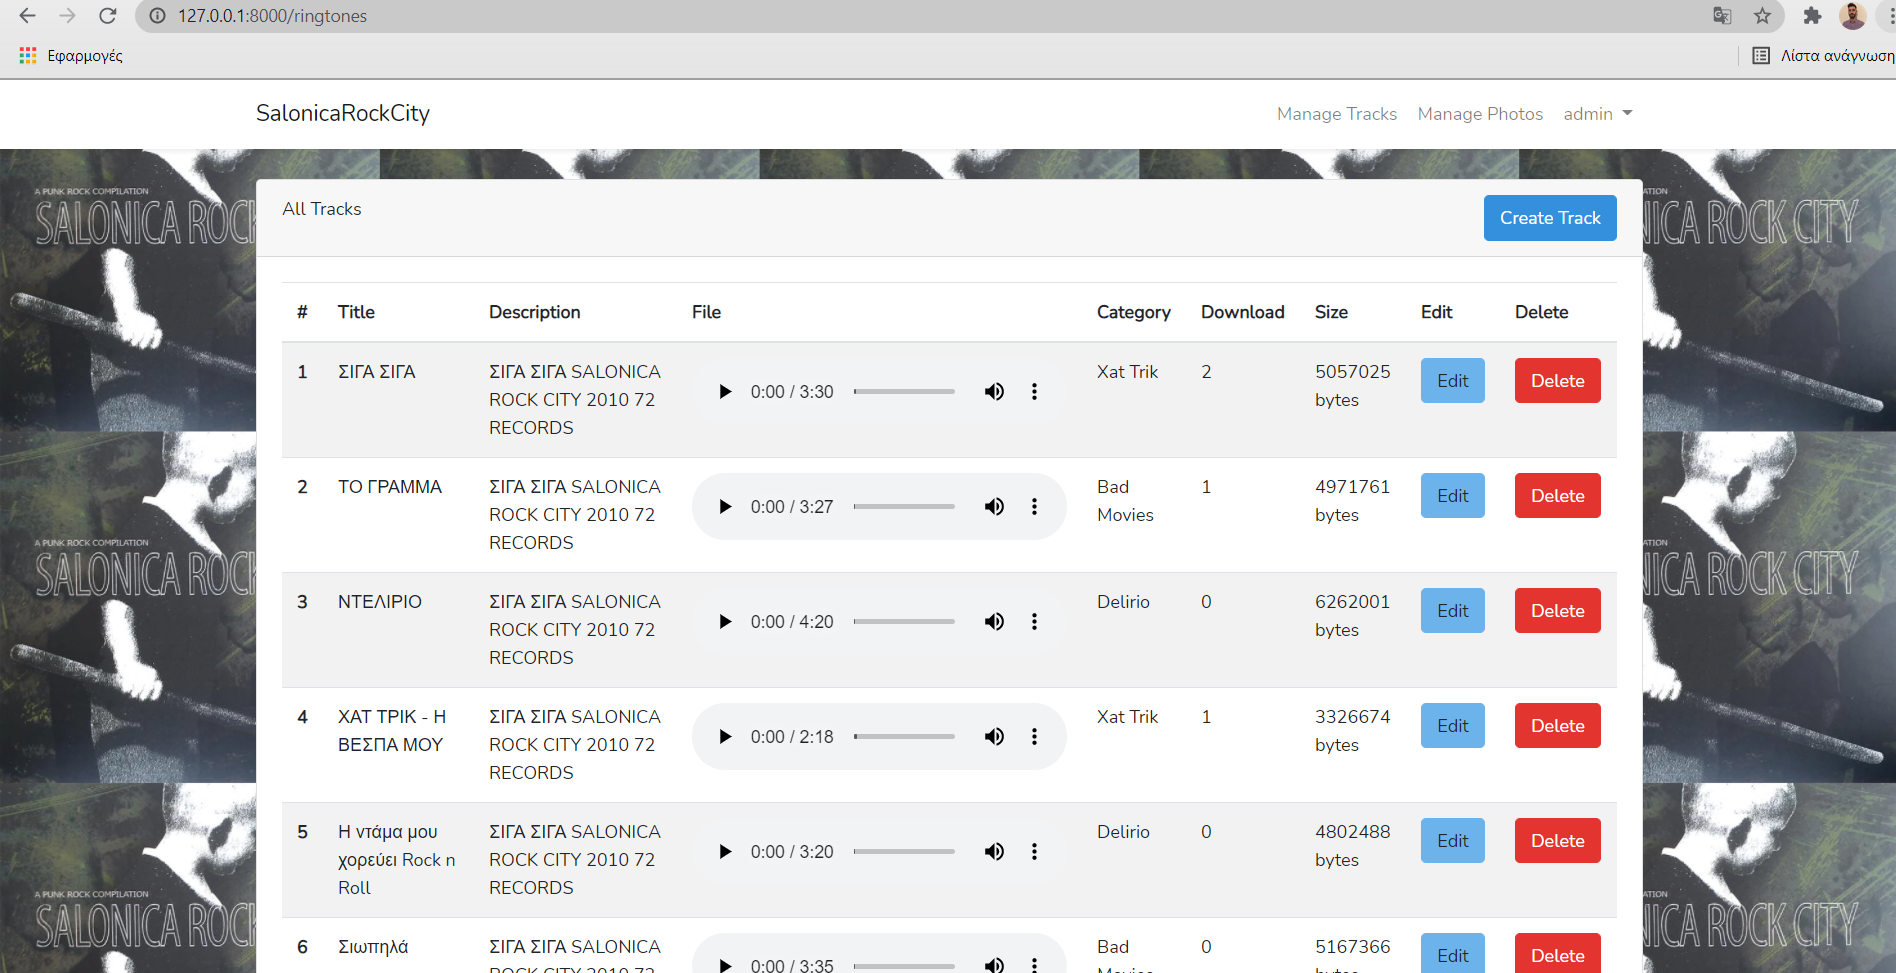 127.0.0.1:8000/ringtones
Εφαρμογές
Λίστα ανάγνωση
SalonicaRockCity
Manage Tracks Manage Photos admin
A PUNK ROCK COMPILATION
SALONICA ROCK CITY
All Tracks
Create Track
# Title Description File Category Download Size Edit Delete
1 ΣΙΓΑ ΣΙΓΑ ΣΙΓΑ ΣΙΓΑ SALONICA 0:00 / 3:30 Xat Trik 2 5057025 Edit Delete
ROCK CITY 2010 72 bytes
RECORDS
2 ΤΟ ΓΡΑΜΜΑ ΣΙΓΑ ΣΙΓΑ SALONICA 0:00 / 3:27 Bad 1 4971761 Edit Delete
ROCK CITY 2010 72 Movies bytes
RECORDS
3 ΝΤΕΛΙΡΙΟ ΣΙΓΑ ΣΙΓΑ SALONICA 0:00 / 4:20 Delirio 0 6262001 Edit Delete
ROCK CITY 2010 72 bytes
RECORDS
4 ΧΑΤ ΤΡΙΚ - Η ΣΙΓΑ ΣΙΓΑ SALONICA 0:00 / 2:18 Xat Trik 1 3326674 Edit Delete
ΒΕΣΠΑ ΜΟΥ ROCK CITY 2010 72 bytes
RECORDS
5 Η ντάμα μου ΣΙΓΑ ΣΙΓΑ SALONICA 0:00 / 3:20 Delirio 0 4802488 Edit Delete
χορεύει Rock n ROCK CITY 2010 72 bytes
Roll RECORDS
6 Σιωπηλά ΣΙΓΑ ΣΙΓΑ SALONICA 0:00 / 3:35 Bad 0 5167366 Edit Delete
ROCK CITY 2010 72 Movies bytes